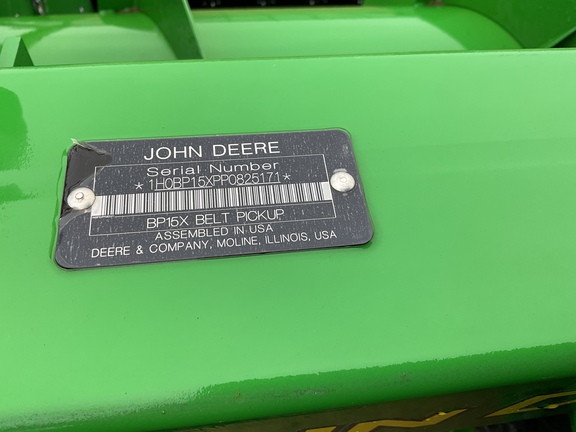 JOHN DEERE
Serial Number
*1H0BP15XPP0825171*
BP15X BELT PICKUP
ASSEMBLED IN USA
DEERE & COMPANY, MOLINE, ILLINOIS, USA